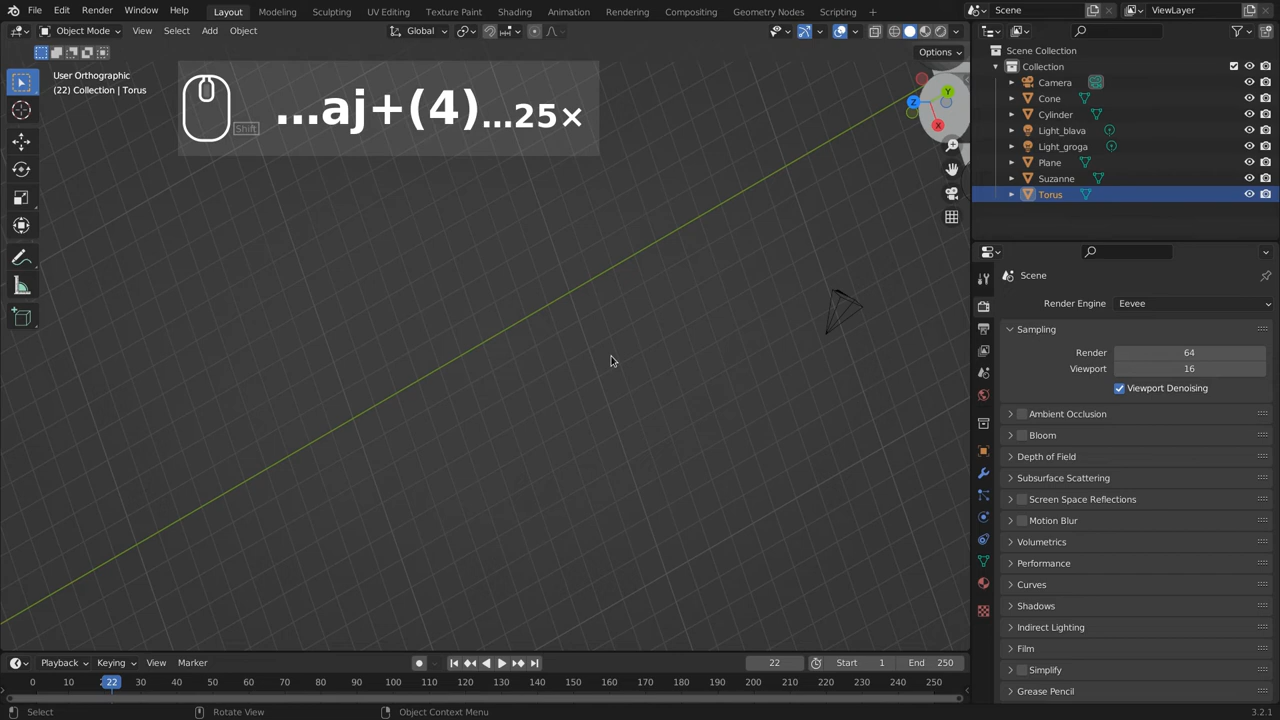 File Edit Render Window Help
Layout Modeling Sculpting UV Editing Texture Paint Shading Animation Rendering Compositing Geometry Nodes Scripting +
Scene
ViewLayer
Object Mode View Select Add Object
Global
Options
User Orthographic
(22) Collection | Torus
Shift
...aj+(4)...25×
Y
Z
X
Scene Collection
Collection
Camera
Cone
Cylinder
Light_blava
Light_groga
Plane
Suzanne
Torus
Scene
Render Engine Eevee
Sampling
Render 64
Viewport 16
Viewport Denoising
Ambient Occlusion
Bloom
Depth of Field
Subsurface Scattering
Screen Space Reflections
Motion Blur
Volumetrics
Performance
Curves
Shadows
Indirect Lighting
Film
Simplify
Grease Pencil
Playback Keying View Marker
22 Start 1 End 250
0 10 22 30 40 50 60 70 80 90 100 110 120 130 140 150 160 170 180 190 200 210 220 230 240 250
Select Rotate View Object Context Menu
3.2.1